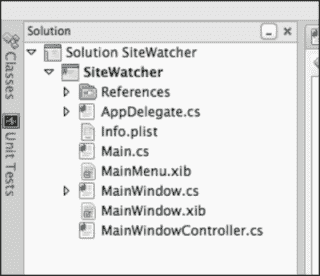 Solution
Classes
Unit Tests
Solution SiteWatcher
SiteWatcher
References
AppDelegate.cs
Info.plist
Main.cs
MainMenu.xib
MainWindow.cs
MainWindow.xib
MainWindowController.cs